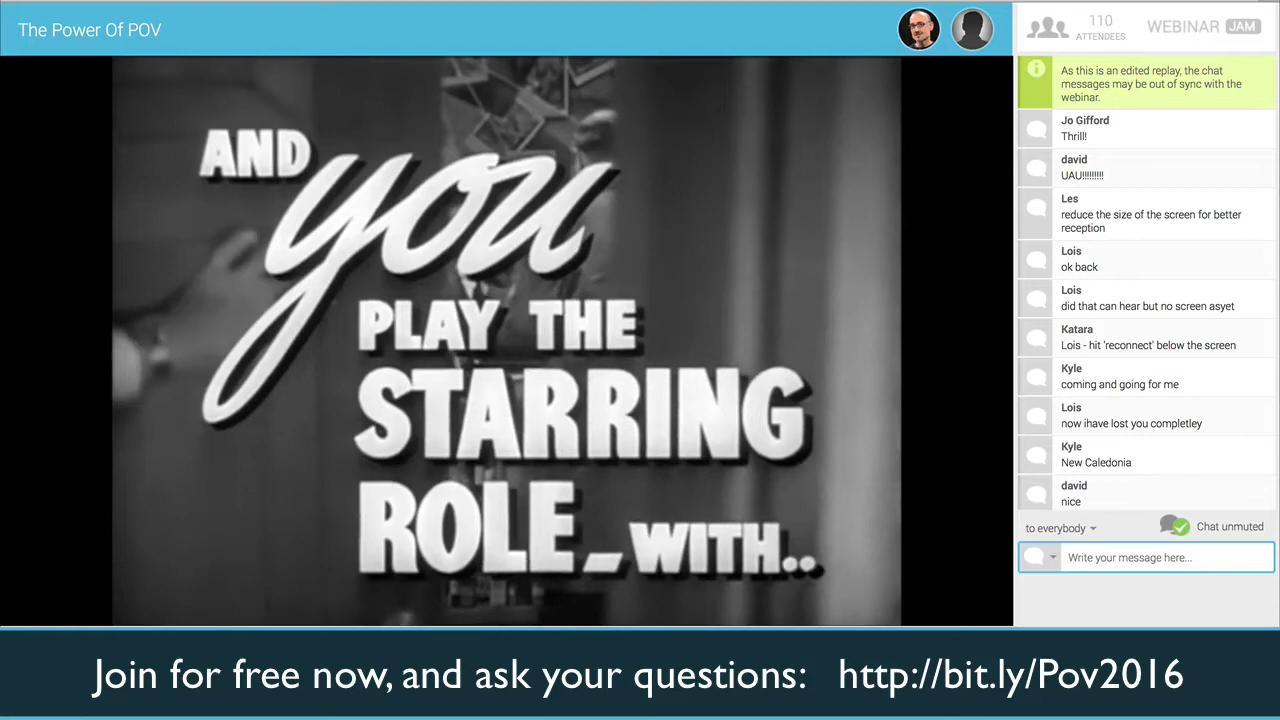 The Power Of POV
110
ATTENDEES
WEBINAR JAM
AND
you
PLAY THE
STARRING
ROLE_WITH..
As this is an edited replay, the chat
messages may be out of sync with the
webinar.
Jo Gifford
Thrill!
david
UAU!!!!!!!!!
Les
reduce the size of the screen for better
reception
Lois
ok back
Lois
did that can hear but no screen asyet
Katara
Lois - hit 'reconnect' below the screen
Kyle
coming and going for me
Lois
now ihave lost you completley
Kyle
New Caledonia
david
nice
to everybody
Chat unmuted
Write your message here...
Join for free now, and ask your questions: http://bit.ly/Pov2016